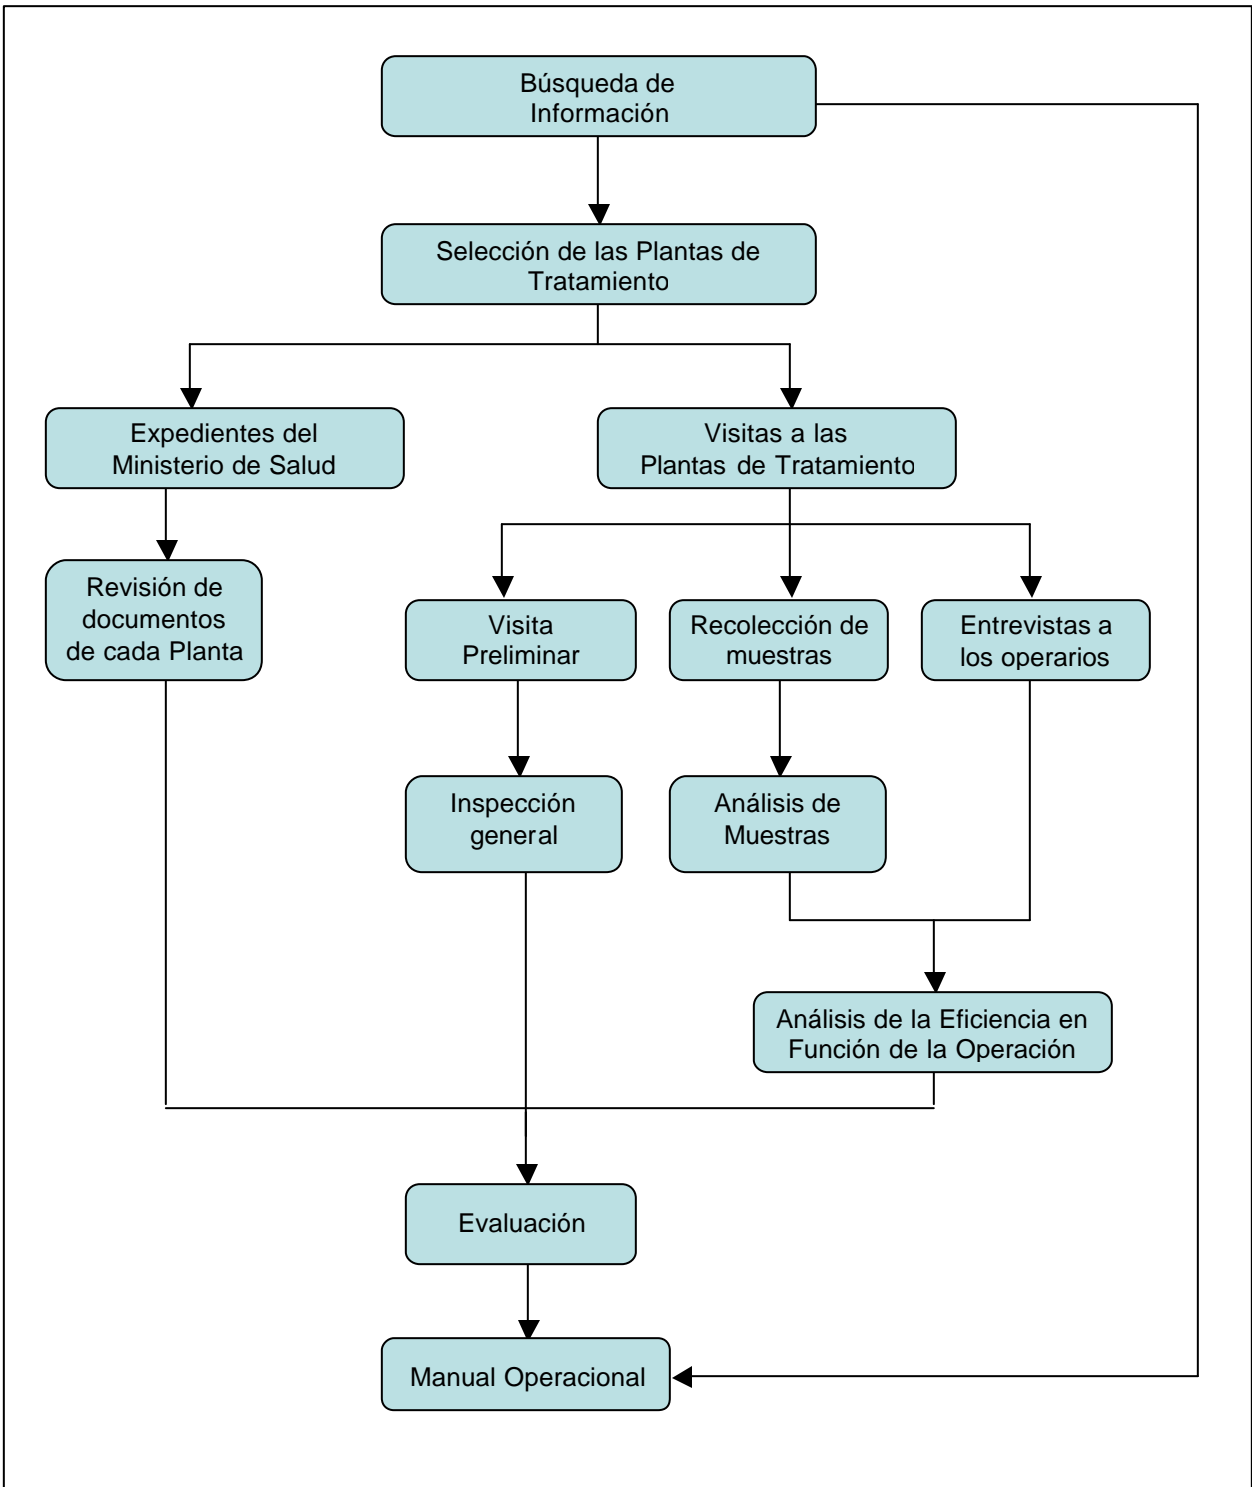 Búsqueda de
Información
Selección de las Plantas de
Tratamiento
Expedientes del
Ministerio de Salud
Visitas a las
Plantas de Tratamiento
Revisión de
documentos
de cada Planta
Visita
Preliminar
Recolección de
muestras
Entrevistas a
los operarios
Inspección
general
Análisis de
Muestras
Análisis de la Eficiencia en
Función de la Operación
Evaluación
Manual Operacional